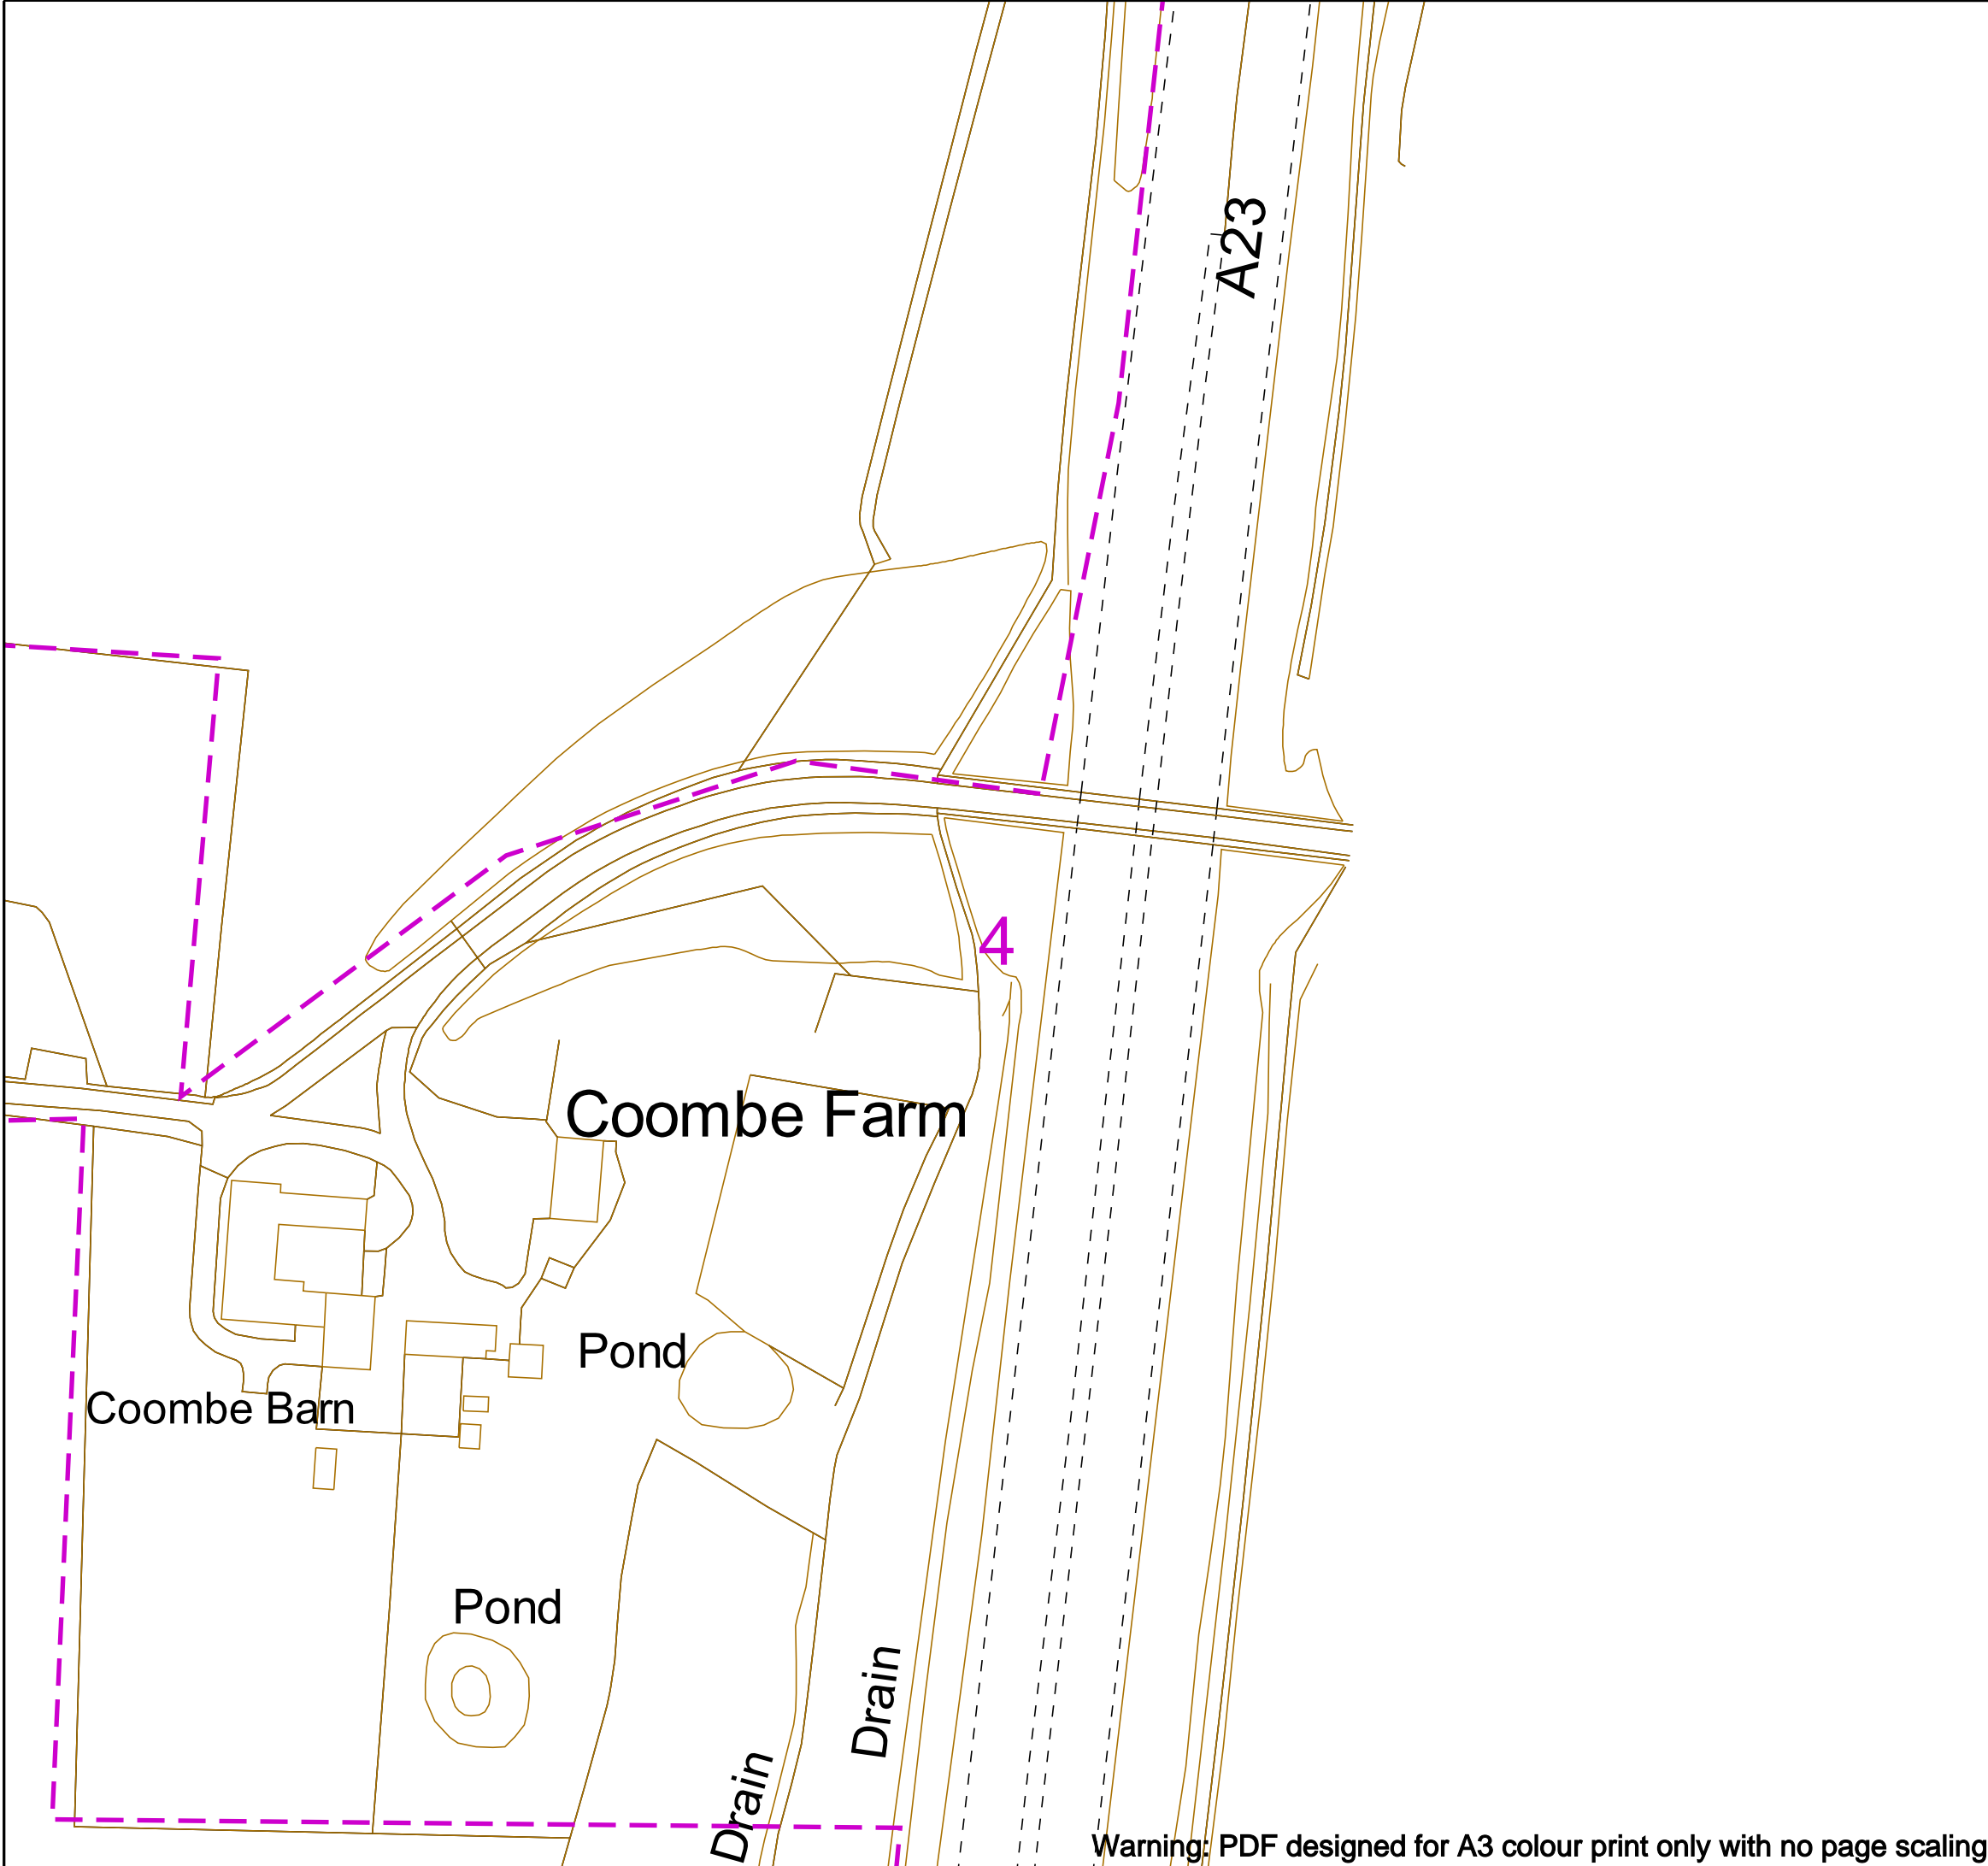 A23
4
Coombe Farm
Pond
Coombe Barn
Pond
Drain
Drain
Warning: PDF designed for A3 colour print only with no page scaling